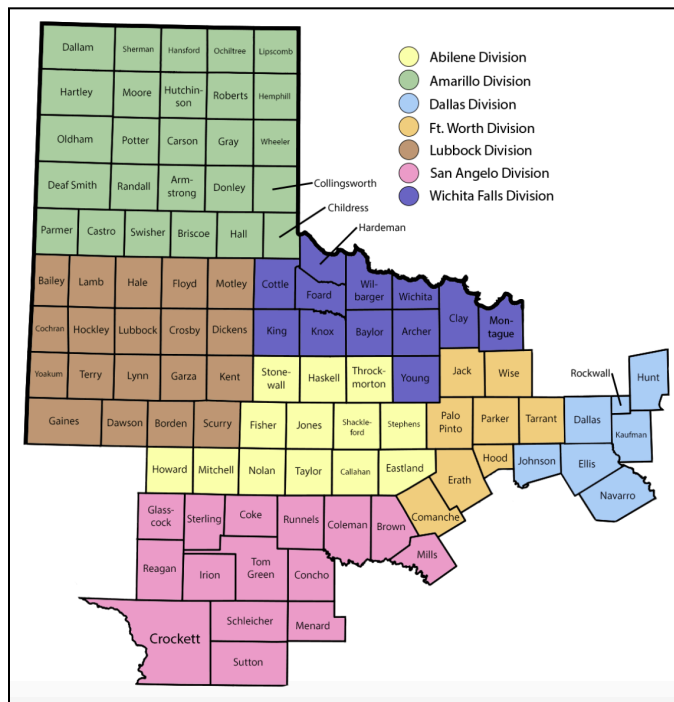 Dallam
Sherman
Hansford
Ochiltree
Lipscomb
Abilene Division
Amarillo Division
Dallas Division
Ft. Worth Division
Lubbock Division
San Angelo Division
Wichita Falls Division
Hartley
Moore
Hutchin-
son
Roberts
Hemphill
Oldham
Potter
Carson
Gray
Wheeler
Deaf Smith
Randall
Arm-
strong
Donley
Collingsworth
Childress
Hardeman
Parmer
Castro
Swisher
Briscoe
Hall
Bailey
Lamb
Hale
Floyd
Motley
Cottle
Foard
Wil-
barger
Wichita
Clay
Mon-
tague
Cochran
Hockley
Lubbock
Crosby
Dickens
King
Knox
Baylor
Archer
Yoakum
Terry
Lynn
Garza
Kent
Stone-
wall
Haskell
Throck-
morton
Young
Jack
Wise
Rockwall
Hunt
Gaines
Dawson
Borden
Scurry
Fisher
Jones
Shackle-
ford
Stephens
Palo
Pinto
Parker
Tarrant
Dallas
Kaufman
Howard
Mitchell
Nolan
Taylor
Callahan
Eastland
Erath
Hood
Johnson
Ellis
Navarro
Glass-
cock
Sterling
Coke
Runnels
Coleman
Brown
Comanche
Mills
Reagan
Irion
Tom
Green
Concho
Crockett
Schleicher
Menard
Sutton